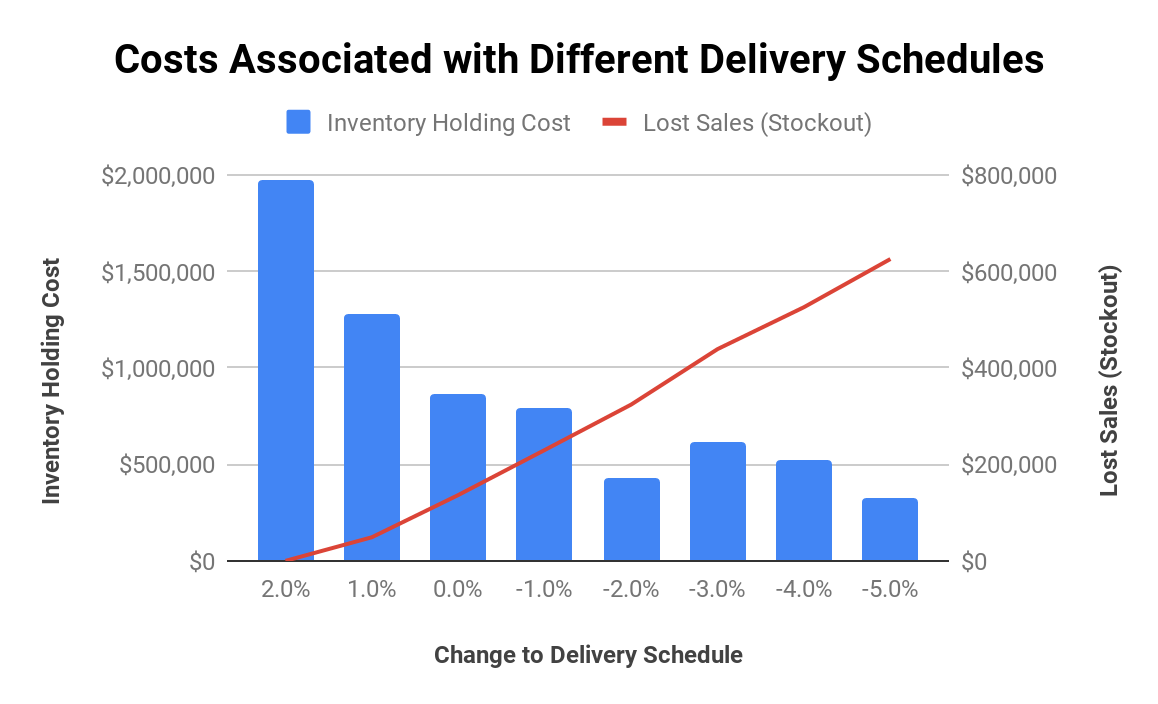 Costs Associated with Different Delivery Schedules
Inventory Holding Cost Lost Sales (Stockout)
$2,000,000 $800,000
$1,500,000 $600,000
$1,000,000 $400,000
$500,000 $200,000
$0 $0
Inventory Holding Cost
Lost Sales (Stockout)
2.0% 1.0% 0.0% -1.0% -2.0% -3.0% -4.0% -5.0%
Change to Delivery Schedule